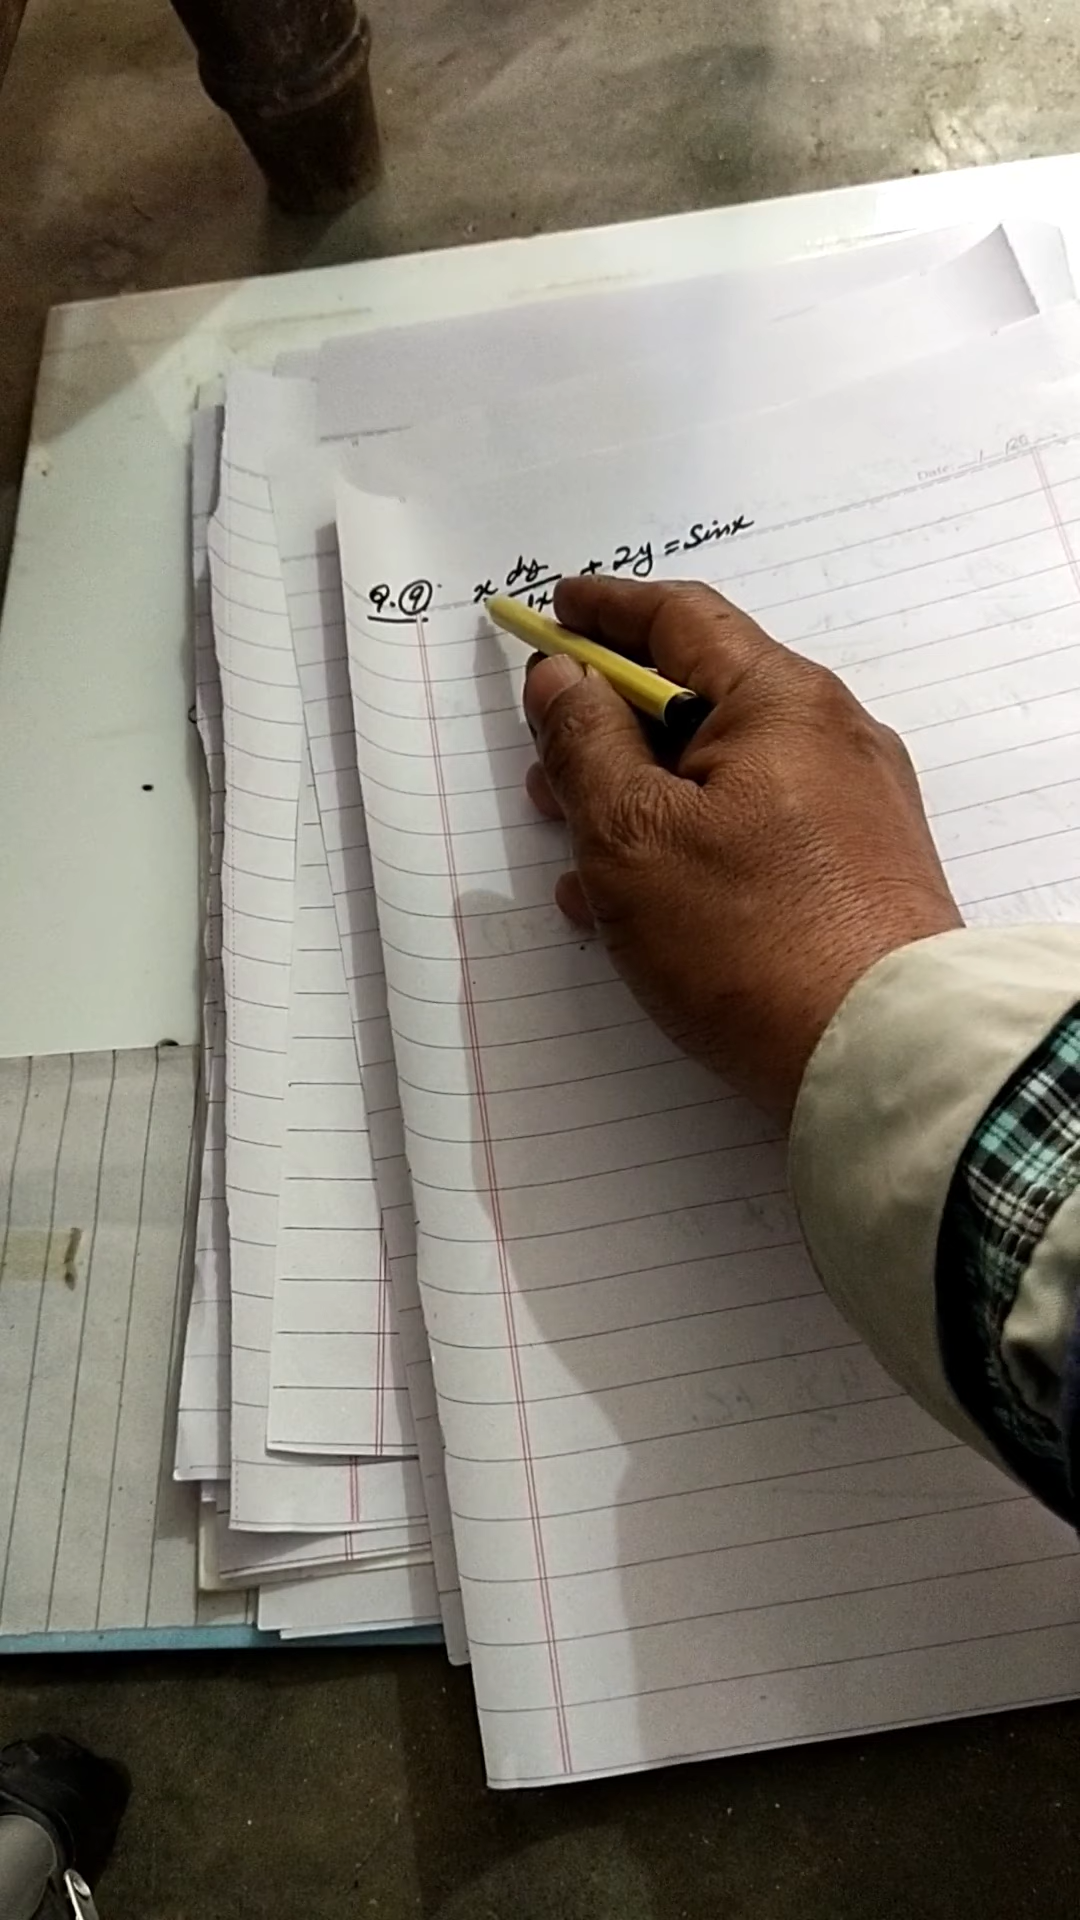 Date: / /20
Q.⑨ x dy/dx + 2y = Sinx